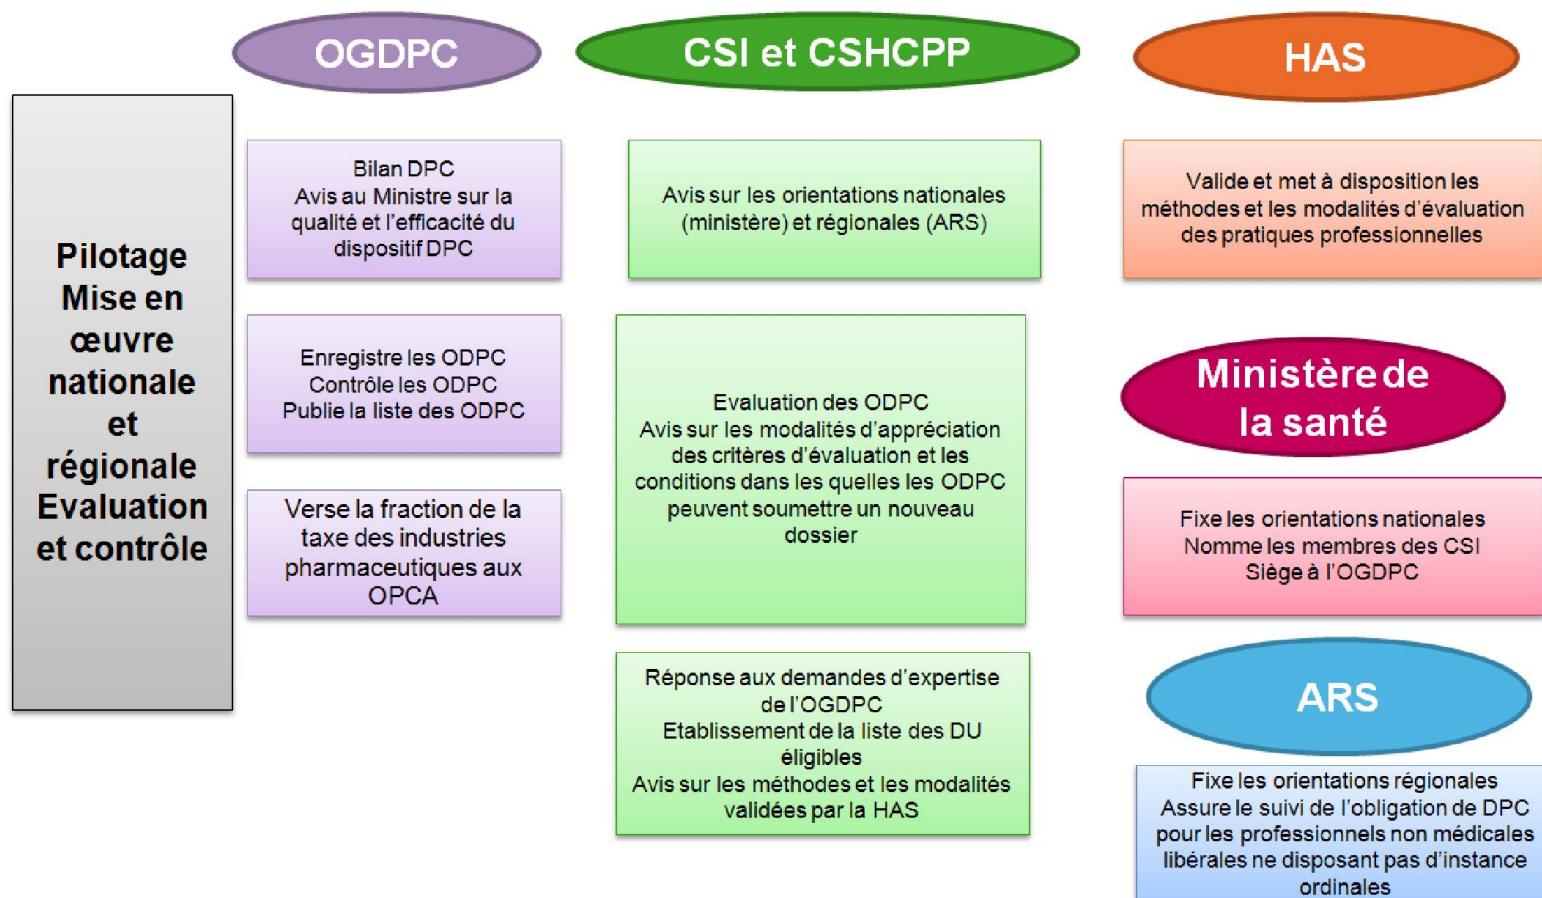 OGDPC
CSI et CSHCPP
HAS
Pilotage
Mise en
œuvre
nationale
et
régionale
Evaluation
et contrôle
Bilan DPC
Avis au Ministre sur la
qualité et l'efficacité du
dispositif DPC
Enregistre les ODPC
Contrôle les ODPC
Publie la liste des ODPC
Verse la fraction de la
taxe des industries
pharmaceutiques aux
OPCA
Avis sur les orientations nationales
(ministère) et régionales (ARS)
Evaluation des ODPC
Avis sur les modalités d'appréciation
des critères d'évaluation et les
conditions dans les quelles les ODPC
peuvent soumettre un nouveau
dossier
Réponse aux demandes d'expertise
de l'OGDPC
Etablissement de la liste des DU
éligibles
Avis sur les méthodes et les modalités
validées par la HAS
Valide et met à disposition les
méthodes et les modalités d'évaluation
des pratiques professionnelles
Ministère de
la santé
Fixe les orientations nationales
Nomme les membres des CSI
Siège à l'OGDPC
ARS
Fixe les orientations régionales
Assure le suivi de l'obligation de DPC
pour les professionnels non médicales
libérales ne disposant pas d'instance
ordinales